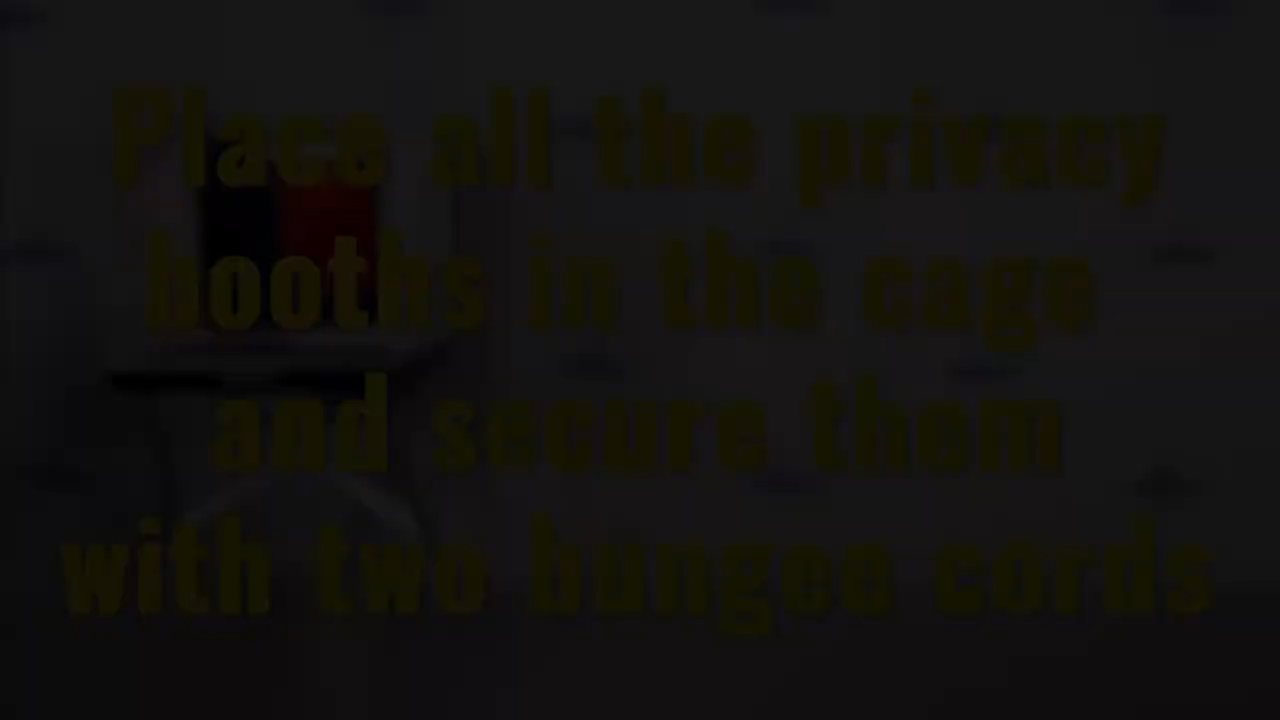 Place all the privacy
booths in the cage
and secure them
with two bungee cords